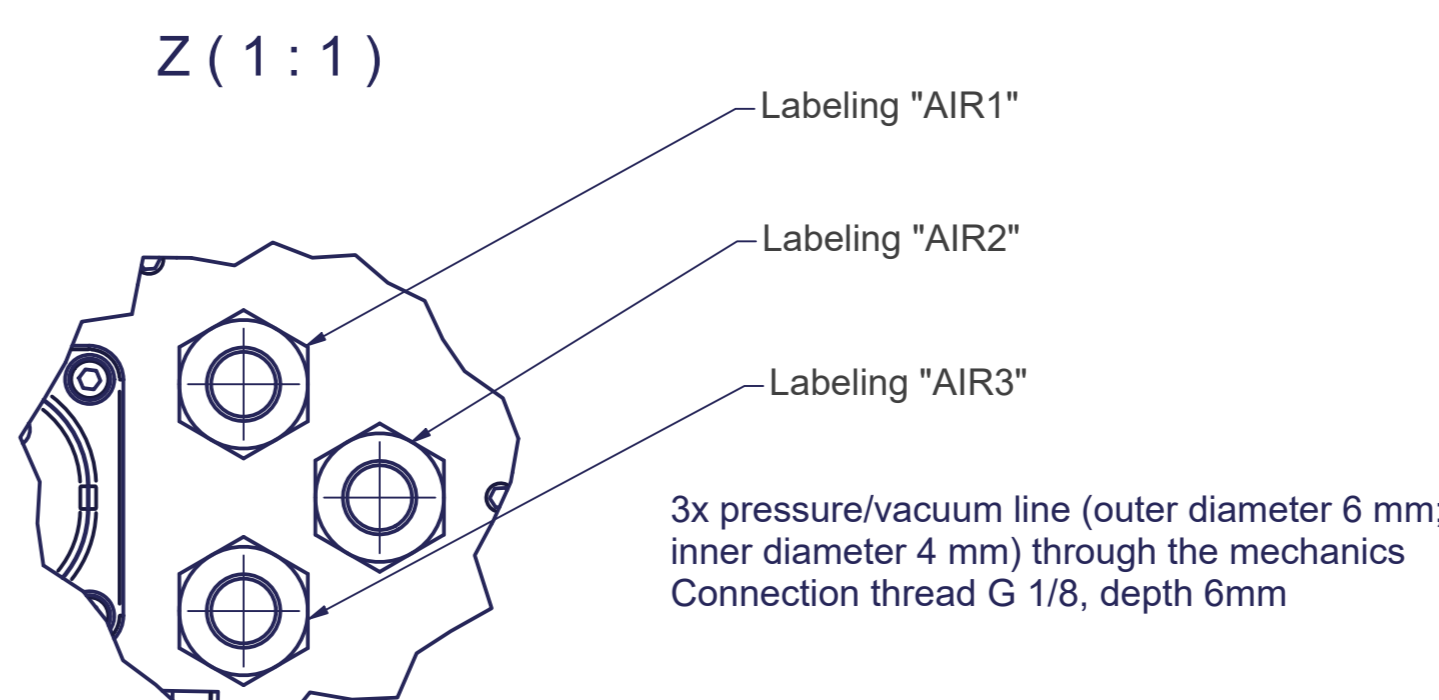 Z ( 1 : 1 )
Labeling "AIR1"
Labeling "AIR2"
Labeling "AIR3"
3x pressure/vacuum line (outer diameter 6 mm;
inner diameter 4 mm) through the mechanics
Connection thread G 1/8, depth 6mm